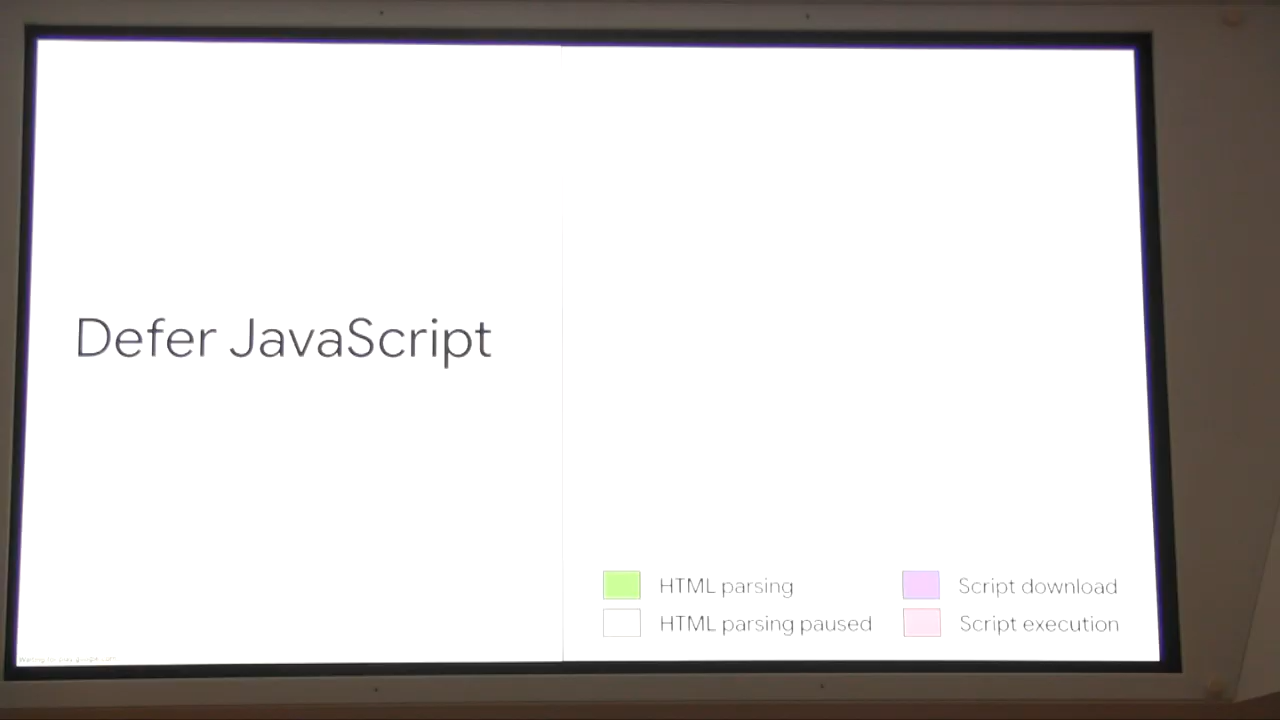 Defer JavaScript
HTML parsing
Script download
HTML parsing paused
Script execution